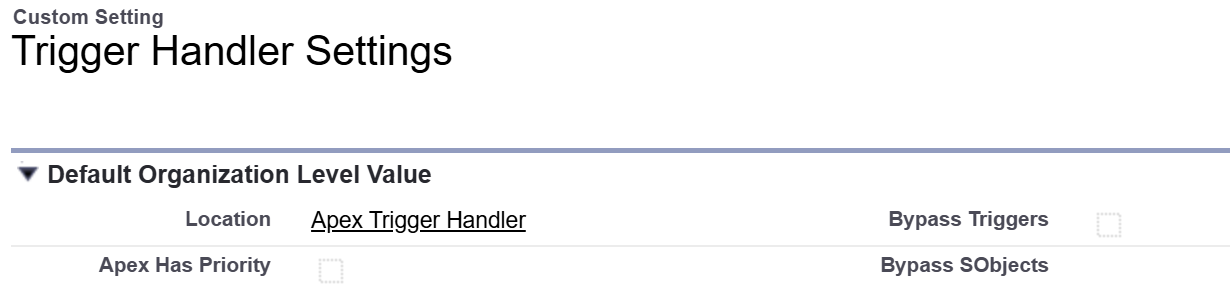 Custom Setting
Trigger Handler Settings
Default Organization Level Value
Location Apex Trigger Handler Bypass Triggers
Apex Has Priority Bypass SObjects